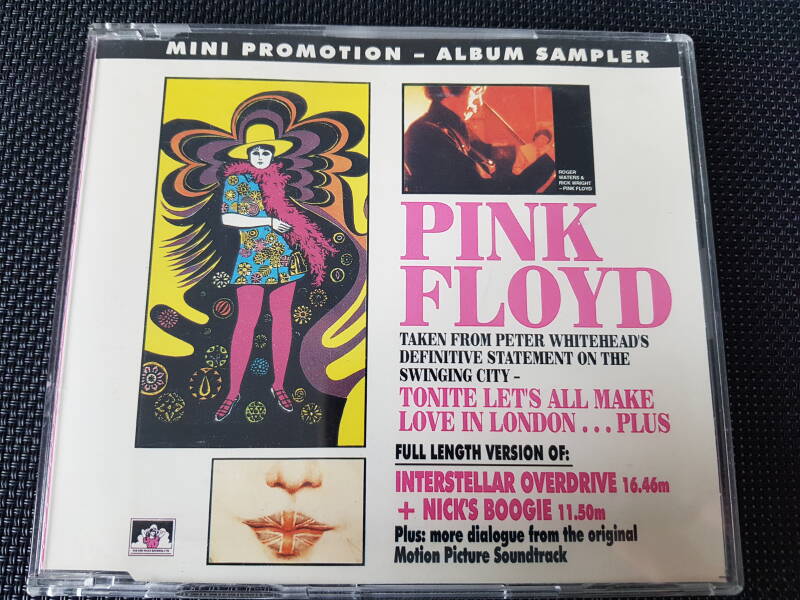 MINI PROMOTION – ALBUM SAMPLER
ROGER
WATERS &
RICK WRIGHT
– PINK FLOYD
PINK
FLOYD
TAKEN FROM PETER WHITEHEAD'S
DEFINITIVE STATEMENT ON THE
SWINGING CITY –
TONITE LET'S ALL MAKE
LOVE IN LONDON . . . PLUS
FULL LENGTH VERSION OF:
INTERSTELLAR OVERDRIVE 16.46m
+ NICK'S BOOGIE 11.50m
Plus: more dialogue from the original
Motion Picture Soundtrack